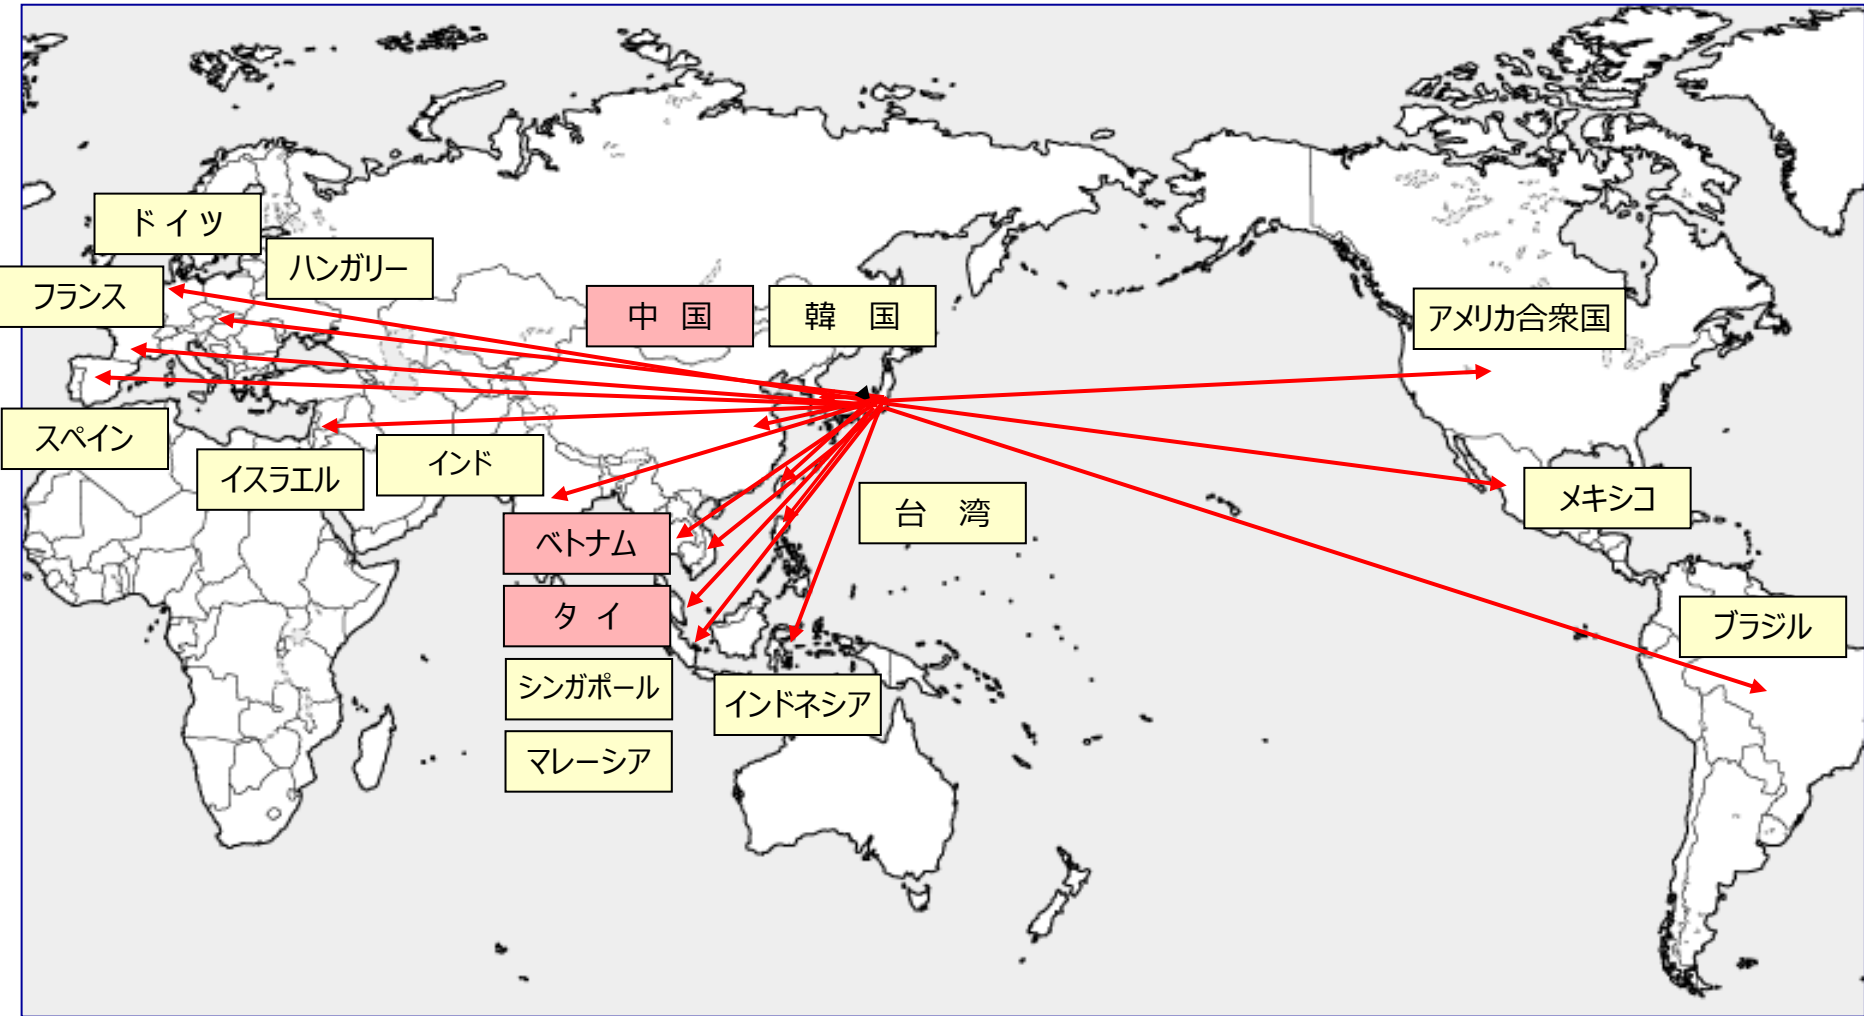 ド イ ツ
ハンガリー
フランス
中　国
韓　国
アメリカ合衆国
スペイン
イスラエル
インド
台　湾
メキシコ
ベトナム
タ イ
ブラジル
シンガポール
インドネシア
マレーシア